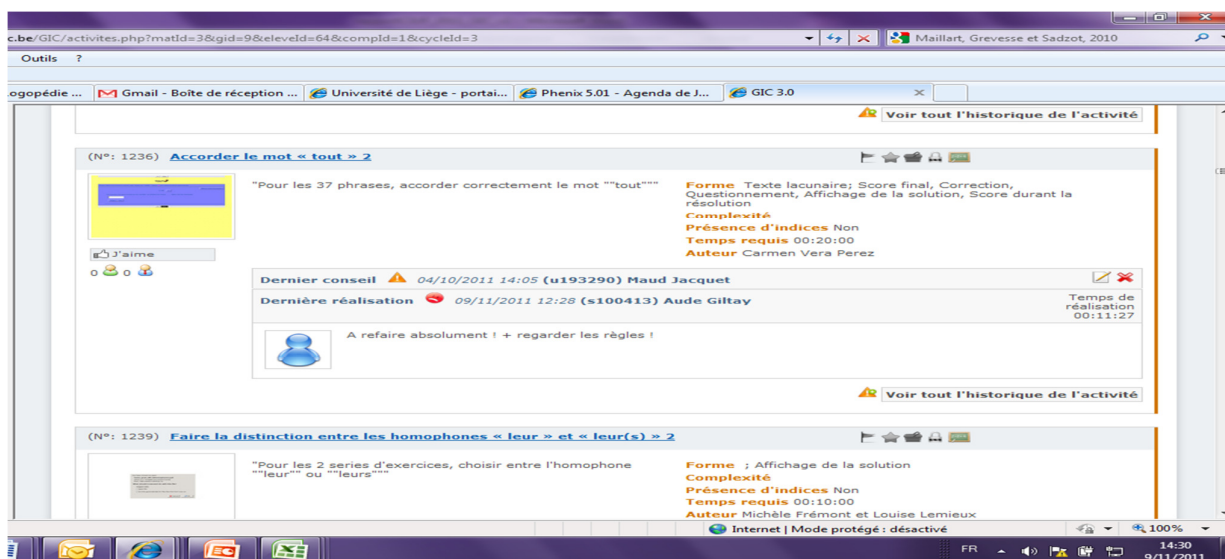 c.be/GIC/activites.php?matId=3&gid=9&eleveId=64&compId=1&cycleId=3
Maillart, Grevesse et Sadzot, 2010
Outils ?
ogopédie ...
Gmail - Boîte de réception ...
Université de Liège - portai...
Phenix 5.01 - Agenda de J...
GIC 3.0
Voir tout l'historique de l'activité
(N°: 1236) Accorder le mot « tout » 2
"Pour les 37 phrases, accorder correctement le mot ""tout"""
Forme Texte lacunaire; Score final, Correction,
Questionnement, Affichage de la solution, Score durant la
résolution
Complexité
Présence d'indices Non
Temps requis 00:20:00
Auteur Carmen Vera Perez
J'aime
0 0
Dernier conseil 04/10/2011 14:05 (u193290) Maud Jacquet
Dernière réalisation 09/11/2011 12:28 (s100413) Aude Giltay
Temps de
réalisation
00:11:27
A refaire absolument ! + regarder les règles !
Voir tout l'historique de l'activité
(N°: 1239) Faire la distinction entre les homophones « leur » et « leur(s) » 2
"Pour les 2 series d'exercices, choisir entre l'homophone
""leur"" ou ""leurs"""
Forme ; Affichage de la solution
Complexité
Présence d'indices Non
Temps requis 00:10:00
Auteur Michèle Frémont et Louise Lemieux
Internet | Mode protégé : désactivé
100%
FR
14:30
9/11/2011